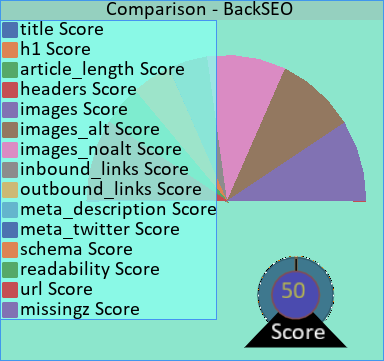 Comparison - BackSEO
title Score
h1 Score
article_length Score
headers Score
images Score
images_alt Score
images_noalt Score
inbound_links Score
outbound_links Score
meta_description Score
meta_twitter Score
schema Score
readability Score
url Score
missingz Score
50
Score